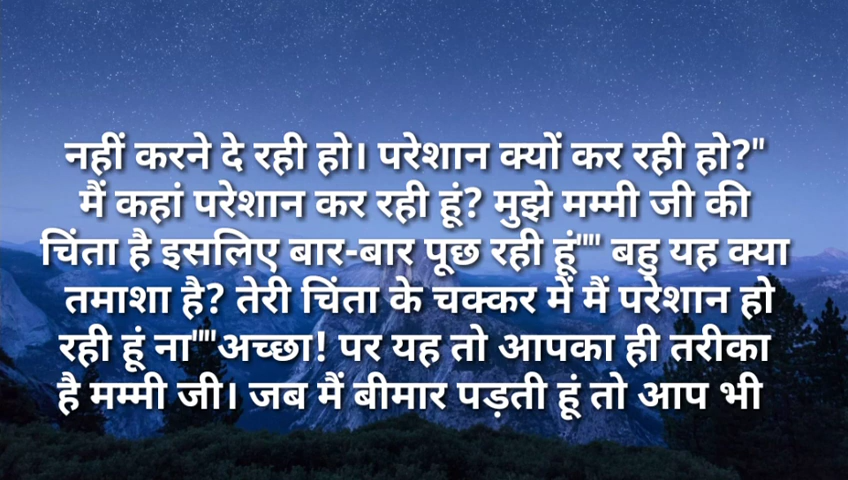 नहीं करने दे रही हो। परेशान क्यों कर रही हो?"
मैं कहां परेशान कर रही हूं? मुझे मम्मी जी की
चिंता है इसलिए बार-बार पूछ रही हूं"" बहु यह क्या
तमाशा है? तेरी चिंता के चक्कर में मैं परेशान हो
रही हूं ना""अच्छा! पर यह तो आपका ही तरीका
है मम्मी जी। जब मैं बीमार पड़ती हूं तो आप भी